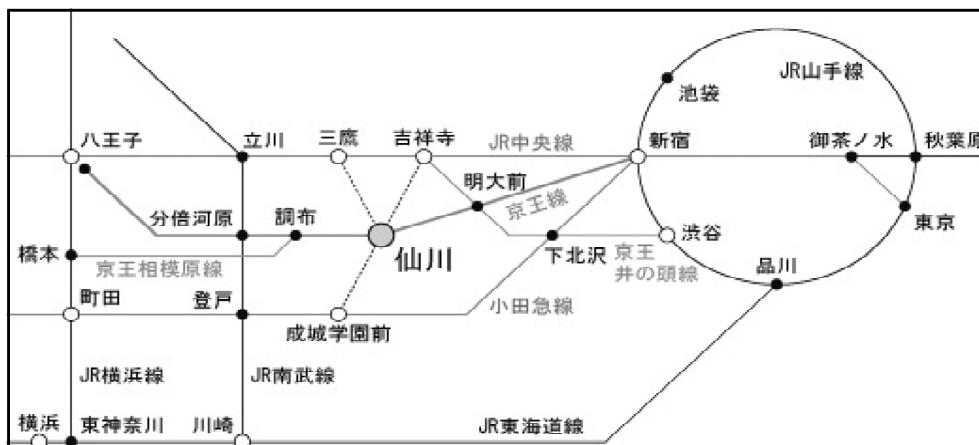 JR山手線
池袋
八王子
立川
三鷹
吉祥寺
JR中央線
新宿
御茶ノ水
秋葉原
明大前
京王線
分倍河原
調布
仙川
下北沢
京王
井の頭線
渋谷
東京
橋本
京王相模原線
品川
町田
登戸
成城学園前
小田急線
JR横浜線
JR南武線
横浜
東神奈川
川崎
JR東海道線